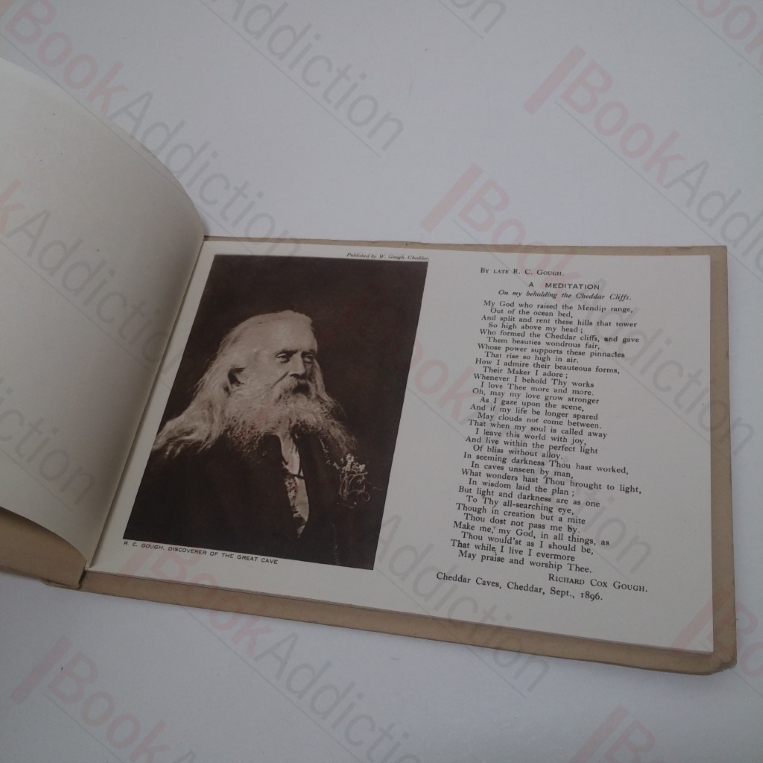 Published by W. Gough, Cheddar.
R. C. GOUGH, DISCOVERER OF THE GREAT CAVE
BY LATE R. C. GOUGH.
A MEDITATION
On my beholding the Cheddar Cliffs.
My God who raised the Mendip range,
Out of the ocean bed,
And split and rent these hills that tower
So high above my head;
Who formed the Cheddar cliffs, and gave
Them beauties wondrous fair,
Whose power supports these pinnacles
That rise so high in air.
How I admire their beauteous forms,
Their Maker I adore;
Whenever I behold Thy works
I love Thee more and more.
Oh, may my love grow stronger
As I gaze upon the scene,
And if my life be longer spared
May clouds not come between.
That when my soul is called away
I leave this world with joy,
And live within the perfect light
Of bliss without alloy.
In seeming darkness Thou hast worked,
In caves unseen by man,
What wonders hast Thou brought to light,
In wisdom laid the plan;
But light and darkness are as one
To Thy all-searching eye,
Though in creation but a mite
Thou dost not pass me by.
Make me, my God, in all things, as
Thou would'st as I should be,
That while I live I evermore
May praise and worship Thee.
RICHARD COX GOUGH.
Cheddar Caves, Cheddar, Sept., 1896.
BookAddiction
BookAddiction
BookAddiction
BookAddiction
BookAddiction
BookAddiction